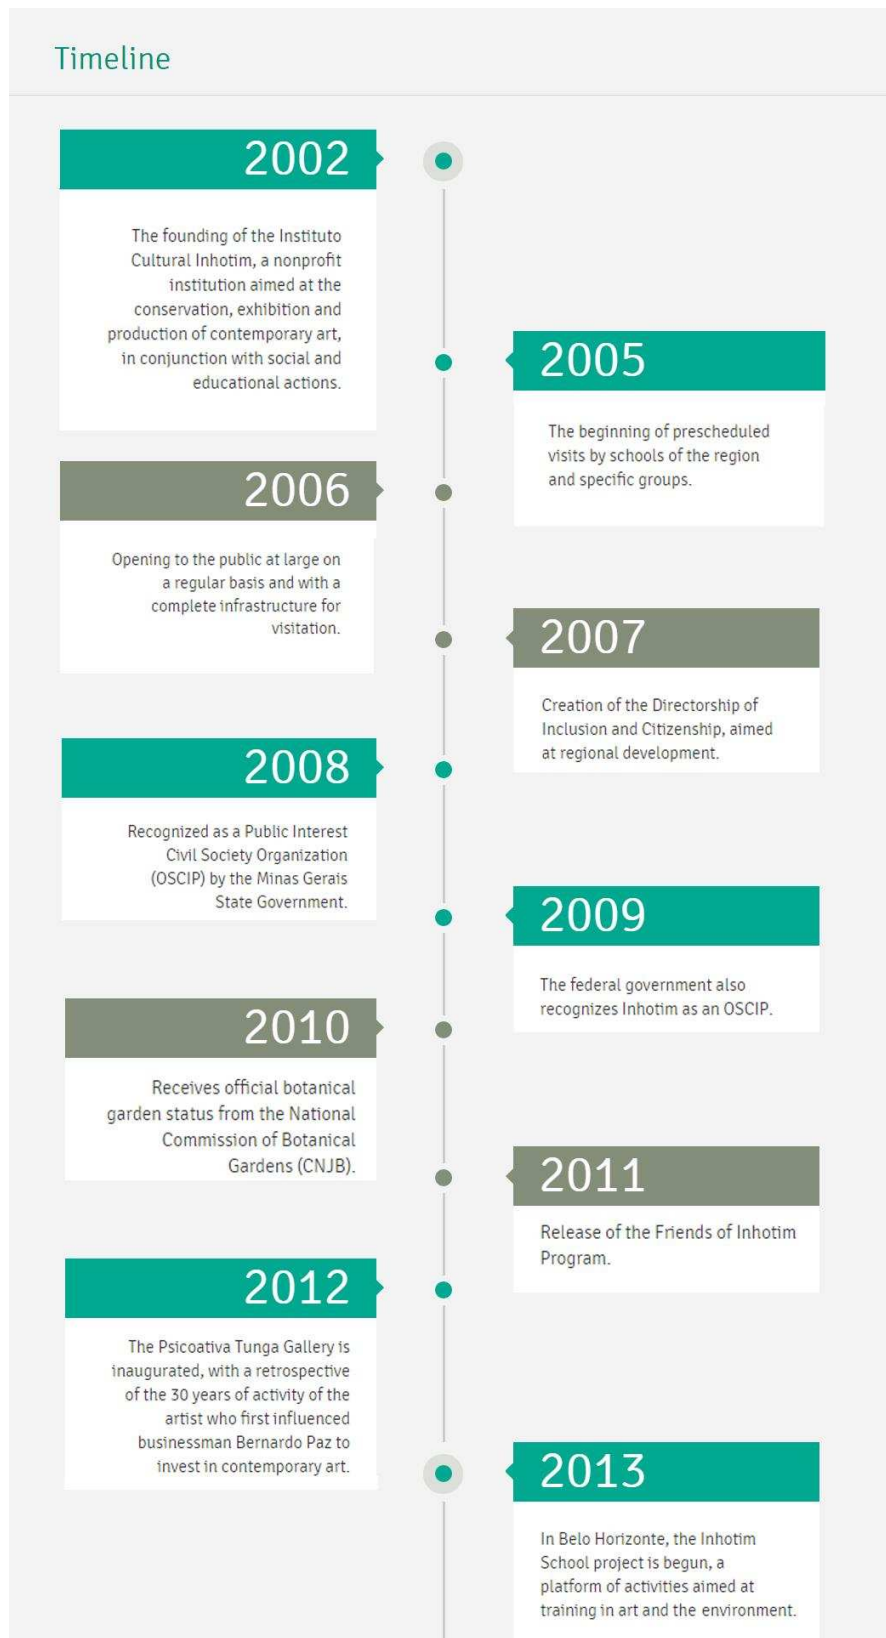 Timeline
2002
The founding of the Instituto
Cultural Inhotim, a nonprofit
institution aimed at the
conservation, exhibition and
production of contemporary art,
in conjunction with social and
educational actions.
2005
The beginning of prescheduled
visits by schools of the region
and specific groups.
2006
Opening to the public at large on
a regular basis and with a
complete infrastructure for
visitation.
2007
Creation of the Directorship of
Inclusion and Citizenship, aimed
at regional development.
2008
Recognized as a Public Interest
Civil Society Organization
(OSCIP) by the Minas Gerais
State Government.
2009
The federal government also
recognizes Inhotim as an OSCIP.
2010
Receives official botanical
garden status from the National
Commission of Botanical
Gardens (CNJB).
2011
Release of the Friends of Inhotim
Program.
2012
The Psicoativa Tunga Gallery is
inaugurated, with a retrospective
of the 30 years of activity of the
artist who first influenced
businessman Bernardo Paz to
invest in contemporary art.
2013
In Belo Horizonte, the Inhotim
School project is begun, a
platform of activities aimed at
training in art and the environment.